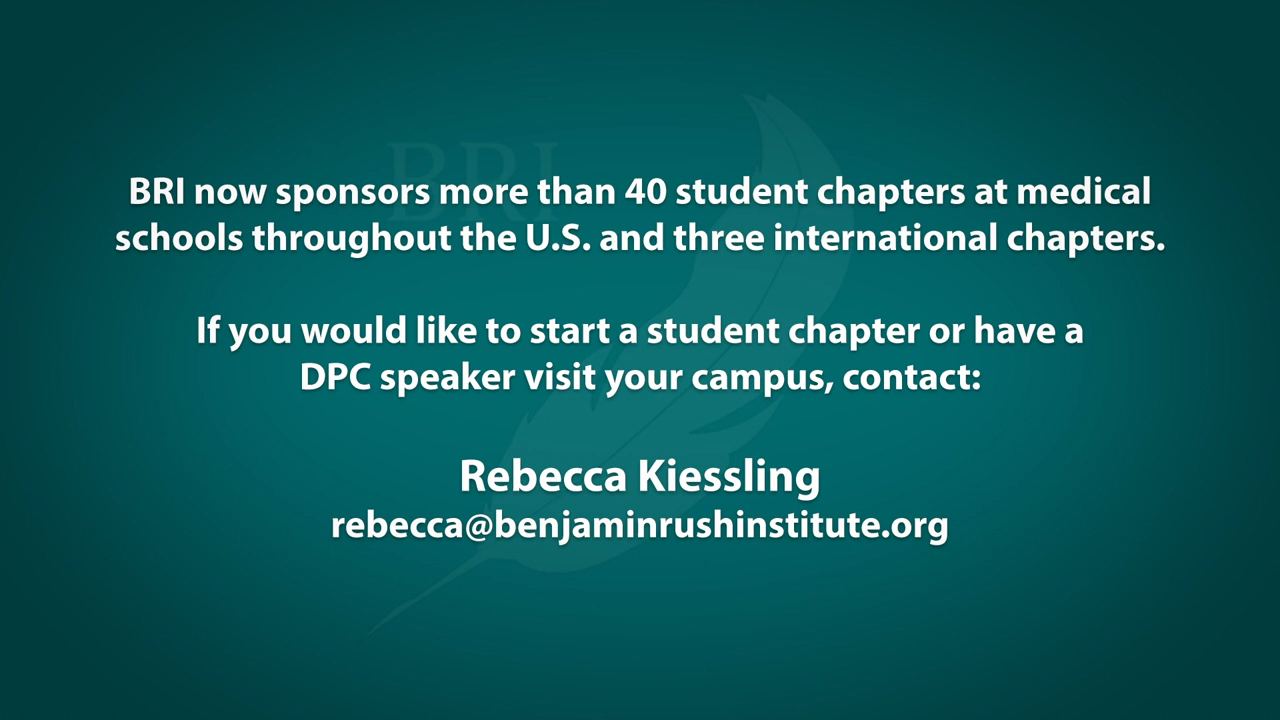 BRI
BRI now sponsors more than 40 student chapters at medical
schools throughout the U.S. and three international chapters.
If you would like to start a student chapter or have a
DPC speaker visit your campus, contact:
Rebecca Kiessling
rebecca@benjaminrushinstitute.org